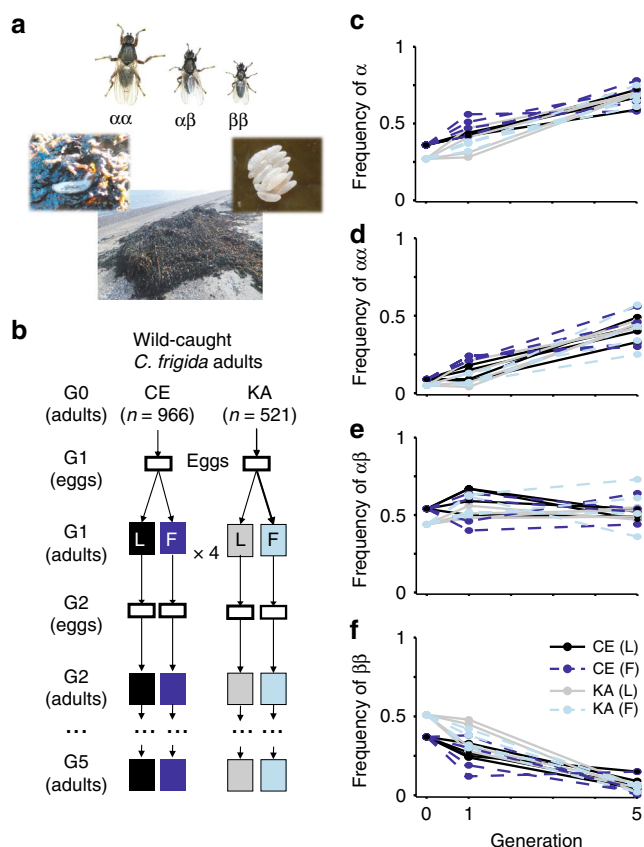 a
αα
αβ
ββ
b
Wild-caught
C. frigida adults
G0
(adults)
CE
(n = 966)
KA
(n = 521)
G1
(eggs)
Eggs
G1
(adults)
L
F
× 4
L
F
G2
(eggs)
G2
(adults)
...
...
...
...
...
G5
(adults)
c
Frequency of α
1
0.5
0
d
Frequency of αα
1
0.5
0
e
Frequency of αβ
1
0.5
0
f
Frequency of ββ
1
0.5
0
CE (L)
CE (F)
KA (L)
KA (F)
0
1
5
Generation